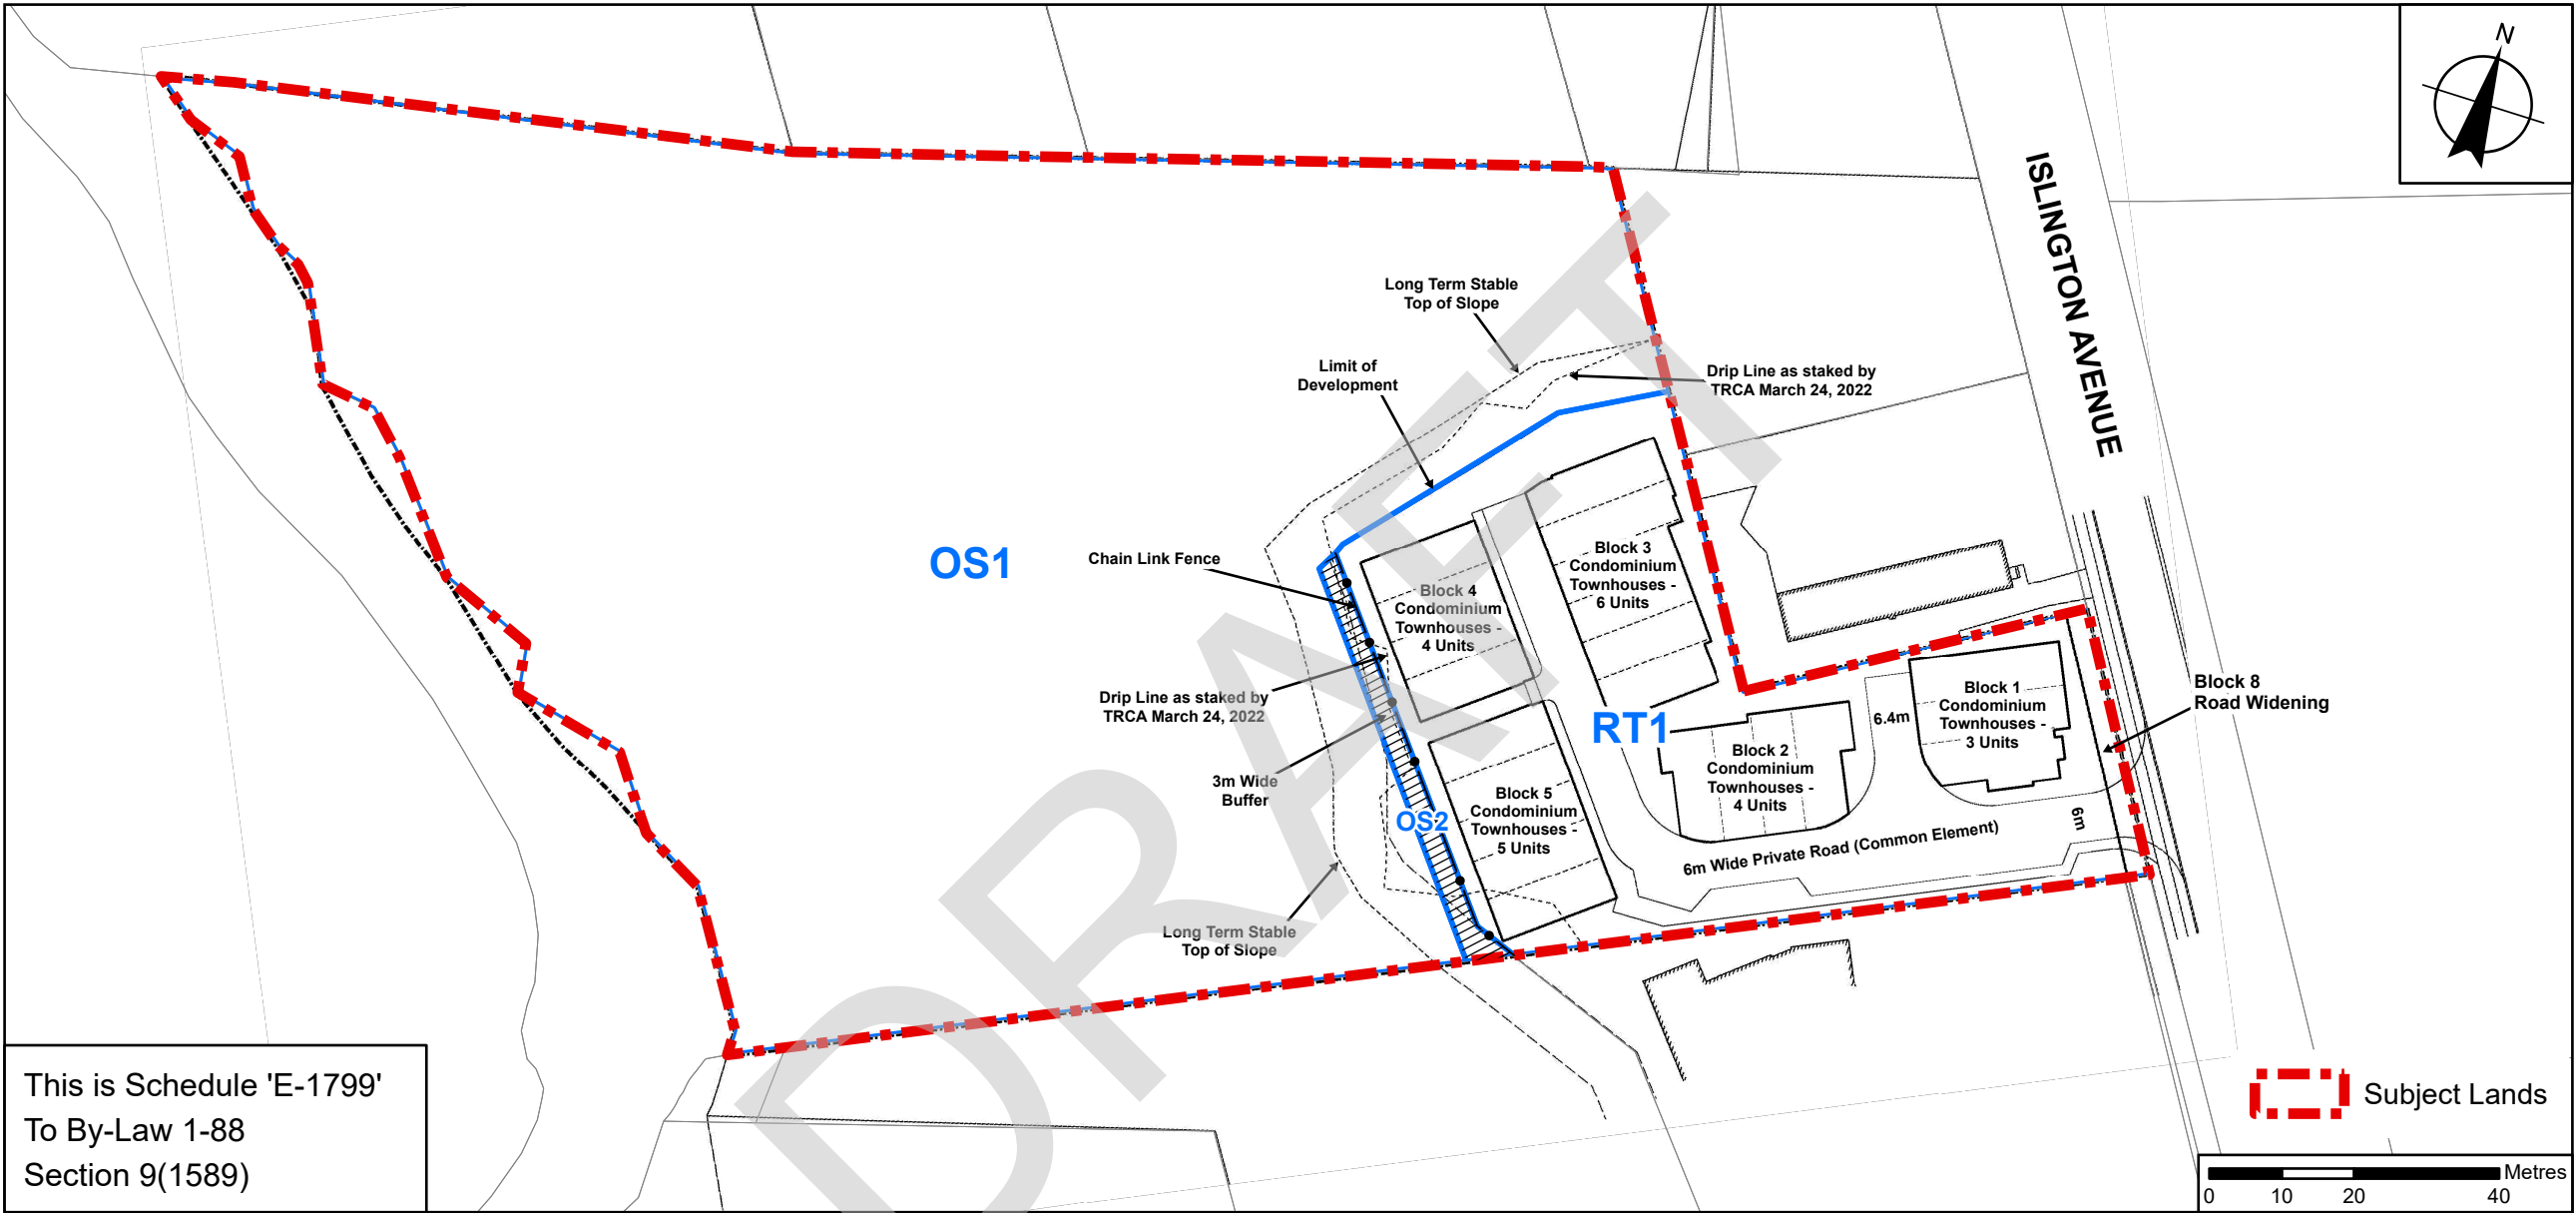 N
ISLINGTON AVENUE
Long Term Stable
Top of Slope
Limit of
Development
Drip Line as staked by
TRCA March 24, 2022
OS1
Chain Link Fence
Block 3
Condominium
Townhouses -
6 Units
Block 4
Condominium
Townhouses -
4 Units
Drip Line as staked by
TRCA March 24, 2022
RT1
6.4m
Block 1
Condominium
Townhouses -
3 Units
Block 8
Road Widening
Block 2
Condominium
Townhouses -
4 Units
3m Wide
Buffer
OS2
Block 5
Condominium
Townhouses -
5 Units
6m
6m Wide Private Road (Common Element)
Long Term Stable
Top of Slope
DRAFT
This is Schedule 'E-1799'
To By-Law 1-88
Section 9(1589)
Subject Lands
Metres
0 10 20 40